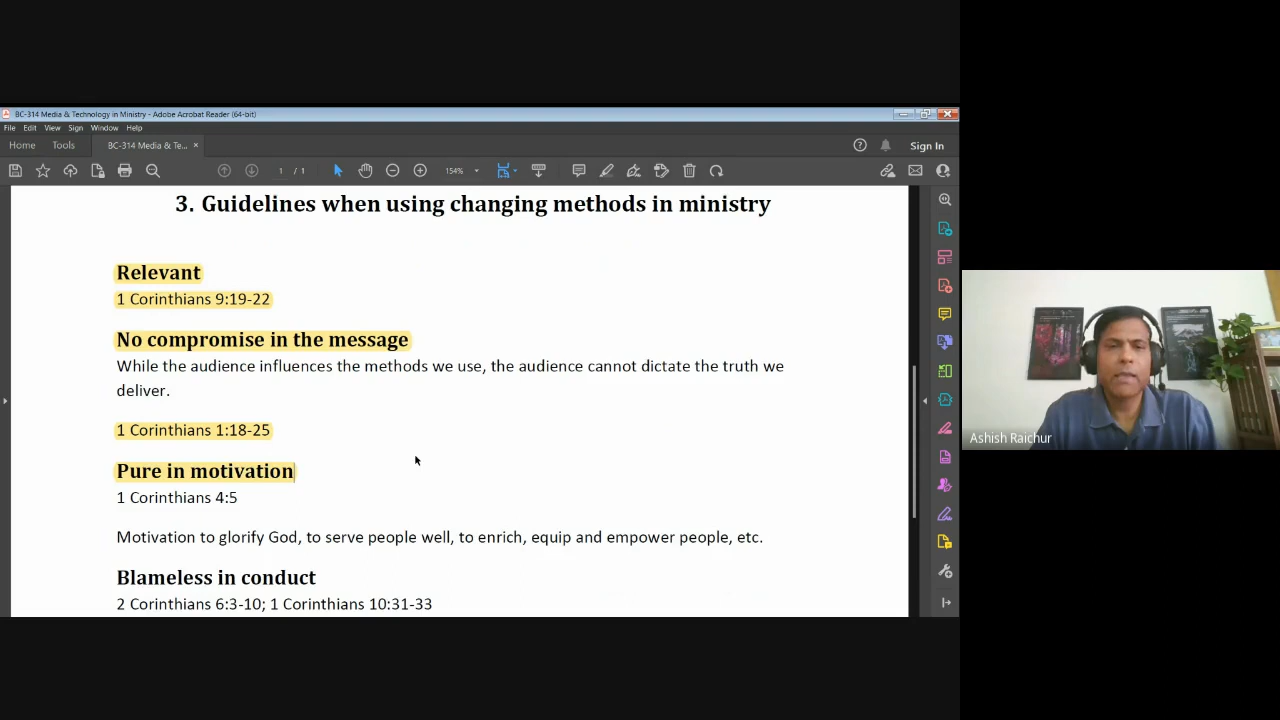 BC-314 Media & Technology in Ministry - Adobe Acrobat Reader (64-bit)
File Edit View Sign Window Help
Home Tools BC-314 Media & Te... × Sign In
1 / 1 154%
3. Guidelines when using changing methods in ministry
Relevant
1 Corinthians 9:19-22
No compromise in the message
While the audience influences the methods we use, the audience cannot dictate the truth we
deliver.
1 Corinthians 1:18-25
Pure in motivation
1 Corinthians 4:5
Motivation to glorify God, to serve people well, to enrich, equip and empower people, etc.
Blameless in conduct
2 Corinthians 6:3-10; 1 Corinthians 10:31-33
Ashish Raichur